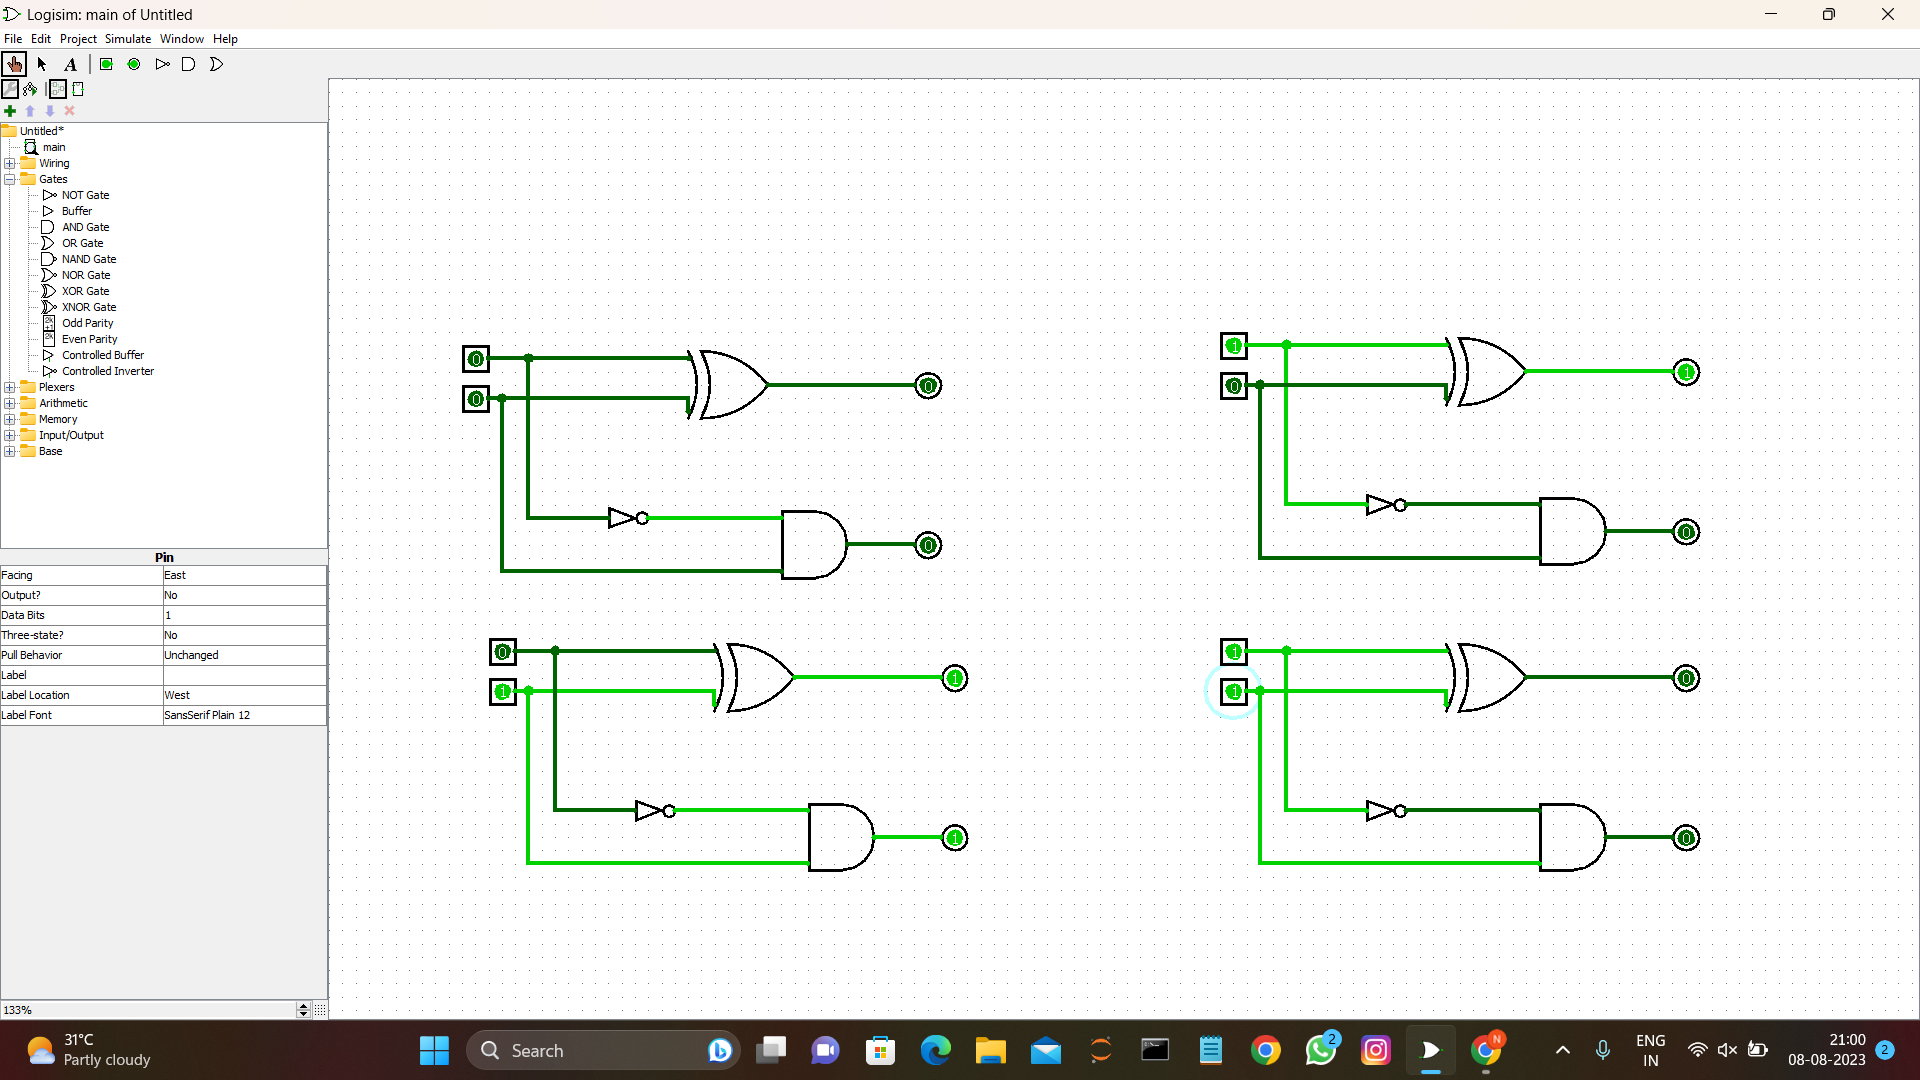 Logisim: main of Untitled
File Edit Project Simulate Window Help
A
Untitled*
main
Wiring
Gates
NOT Gate
Buffer
AND Gate
OR Gate
NAND Gate
NOR Gate
XOR Gate
XNOR Gate
Odd Parity
Even Parity
Controlled Buffer
Controlled Inverter
Plexers
Arithmetic
Memory
Input/Output
Base
Pin
Facing East
Output? No
Data Bits 1
Three-state? No
Pull Behavior Unchanged
Label
Label Location West
Label Font SansSerif Plain 12
133%
0
0
0
0
1
0
1
0
0
1
1
1
1
1
0
0
31°C
Partly cloudy
Search
2
N
ENG
IN
21:00
08-08-2023
2